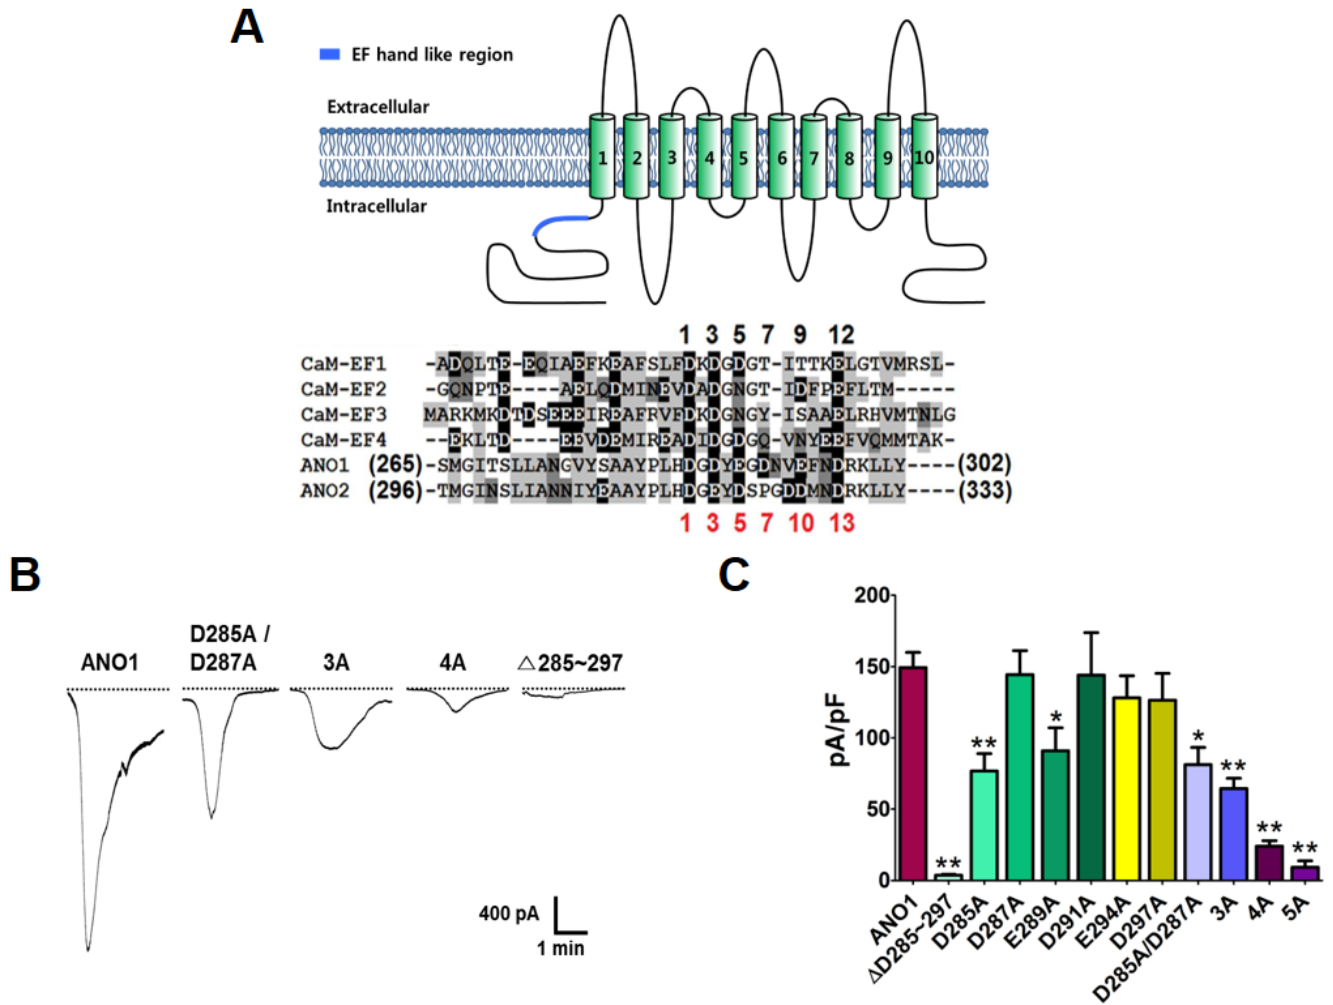 A
EF hand like region
Extracellular
1 2 3 4 5 6 7 8 9 10
Intracellular
1 3 5 7 9 12
CaM-EF1 -ADQLTE-EQIAEFKEAFSLFDKDGDGT-ITTKELGTVMRSL-
CaM-EF2 -GQNPTE----AELQDMINEVDADGNGT-IDFPEFLTM-----
CaM-EF3 MARKMKDTDSEEEIREAFRVFDKDGNGY-ISAAELRHVMTNLG
CaM-EF4 --EKLTD----EEVDEMIREADIDGDGQ-VNYEEFVQMMTAK-
ANO1 (265) -SMGITSLLANGVYSAAYPLHDGDYEGDNVEFNDRKLLY---- (302)
ANO2 (296) -TMGINSLIANNIYEAAYPLHDGEYDSPGDDMNDRKLLY---- (333)
1 3 5 7 10 13
B
D285A /
ANO1 D287A 3A 4A △285~297
400 pA
1 min
C
200
150
100
50
0
pA/pF
** ** * * ** ** **
ANO1 ΔD285~297 D285A D287A E289A D291A E294A D297A D285A/D287A 3A 4A 5A